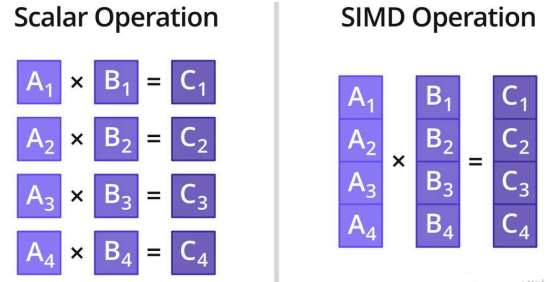 Scalar Operation
A₁ × B₁ = C₁
A₂ × B₂ = C₂
A₃ × B₃ = C₃
A₄ × B₄ = C₄
SIMD Operation
A₁ B₁ C₁
A₂ B₂ C₂
× =
A₃ B₃ C₃
A₄ B₄ C₄